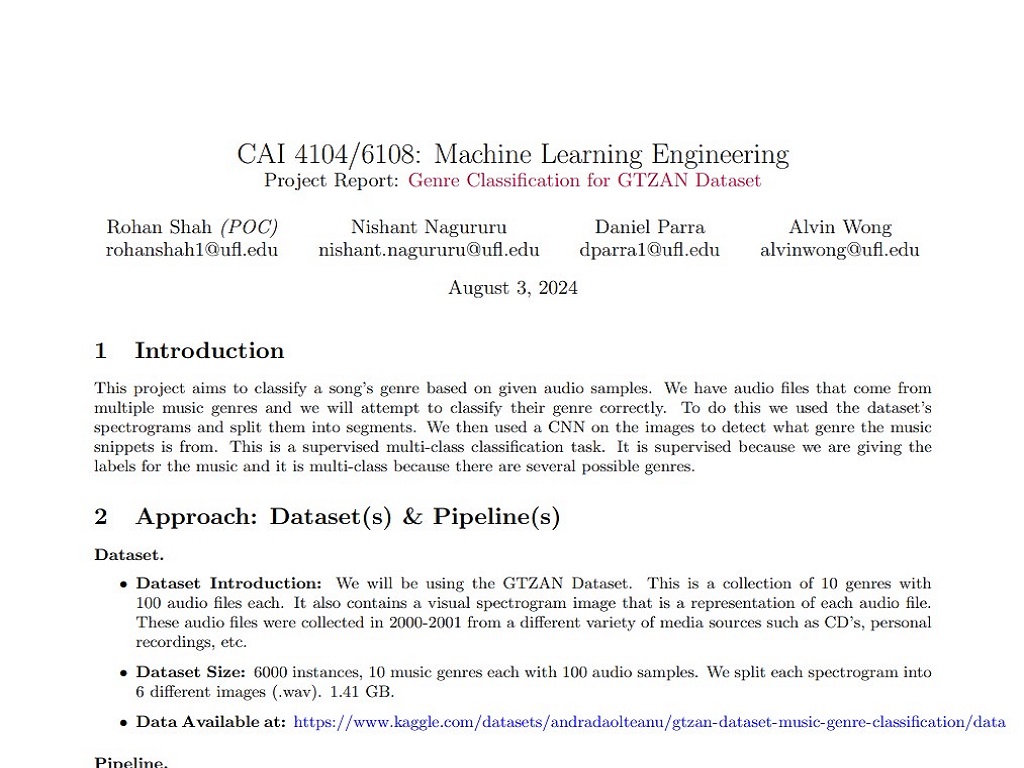 CAI 4104/6108: Machine Learning Engineering
Project Report: Genre Classification for GTZAN Dataset
Rohan Shah (POC) Nishant Nagururu Daniel Parra Alvin Wong
rohanshah1@ufl.edu nishant.nagururu@ufl.edu dparra1@ufl.edu alvinwong@ufl.edu
August 3, 2024
1 Introduction
This project aims to classify a song's genre based on given audio samples. We have audio files that come from
multiple music genres and we will attempt to classify their genre correctly. To do this we used the dataset's
spectrograms and split them into segments. We then used a CNN on the images to detect what genre the music
snippets is from. This is a supervised multi-class classification task. It is supervised because we are giving the
labels for the music and it is multi-class because there are several possible genres.
2 Approach: Dataset(s) & Pipeline(s)
Dataset.
• Dataset Introduction: We will be using the GTZAN Dataset. This is a collection of 10 genres with
100 audio files each. It also contains a visual spectrogram image that is a representation of each audio file.
These audio files were collected in 2000-2001 from a different variety of media sources such as CD's, personal
recordings, etc.
• Dataset Size: 6000 instances, 10 music genres each with 100 audio samples. We split each spectrogram into
6 different images (.wav). 1.41 GB.
• Data Available at: https://www.kaggle.com/datasets/andradaolteanu/gtzan-dataset-music-genre-classification/data
Pipeline.